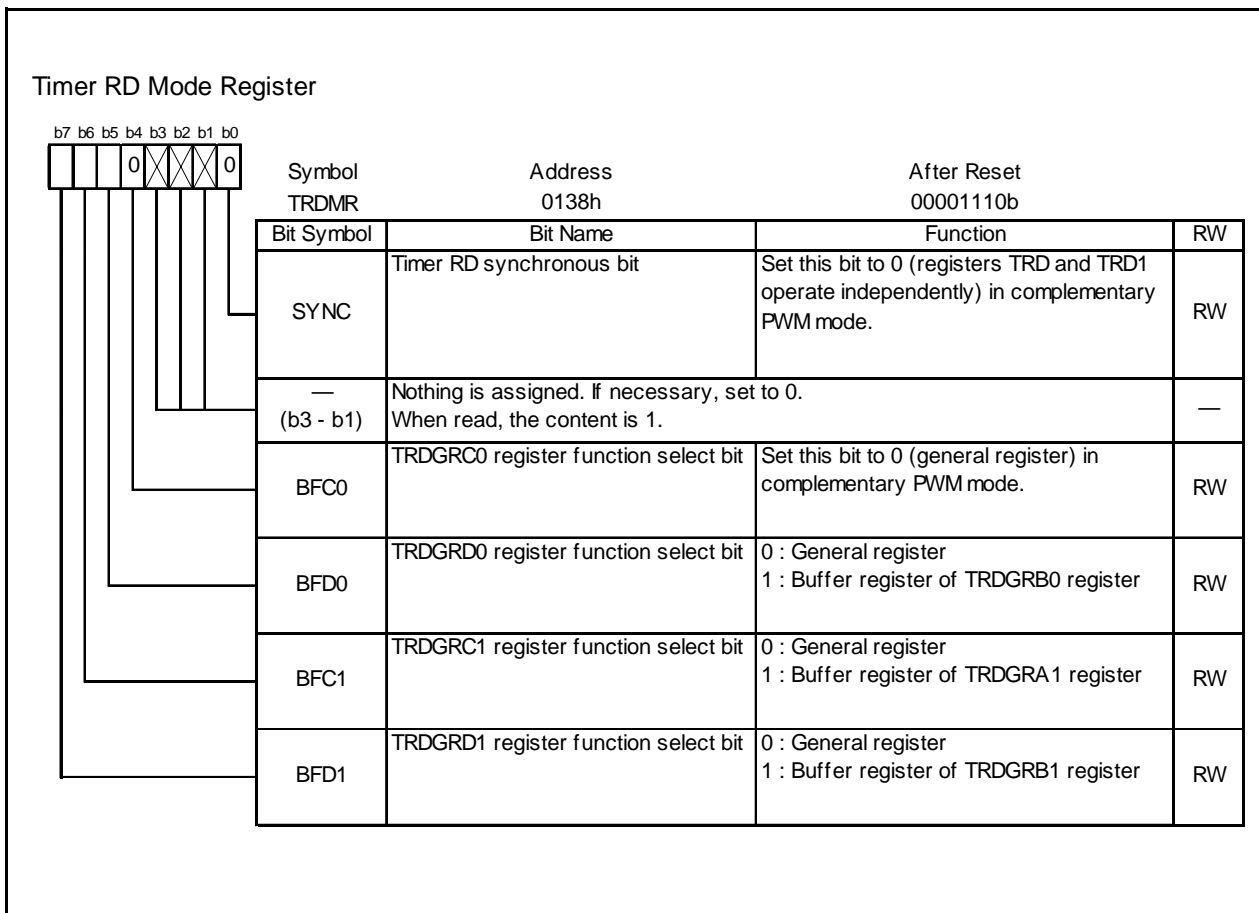 Timer RD Mode Register
b7 b6 b5 b4 b3 b2 b1 b0
0 0
Symbol Address After Reset
TRDMR 0138h 00001110b
Bit Symbol Bit Name Function RW
SYNC Timer RD synchronous bit Set this bit to 0 (registers TRD and TRD1
operate independently) in complementary
PWM mode. RW
— Nothing is assigned. If necessary, set to 0.
(b3 - b1) When read, the content is 1. —
BFC0 TRDGRC0 register function select bit Set this bit to 0 (general register) in
complementary PWM mode. RW
BFD0 TRDGRD0 register function select bit 0 : General register
1 : Buffer register of TRDGRB0 register RW
BFC1 TRDGRC1 register function select bit 0 : General register
1 : Buffer register of TRDGRA1 register RW
BFD1 TRDGRD1 register function select bit 0 : General register
1 : Buffer register of TRDGRB1 register RW